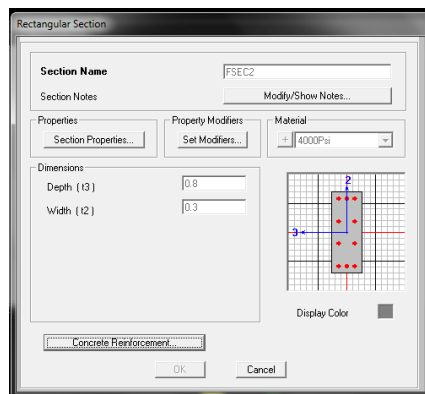 Rectangular Section
Section Name
FSEC2
Section Notes
Modify/Show Notes...
Properties
Section Properties...
Property Modifiers
Set Modifiers...
Material
+
4000Psi
Dimensions
Depth ( t3 )
0.8
Width ( t2 )
0.3
2
3
Display Color
Concrete Reinforcement...
OK
Cancel